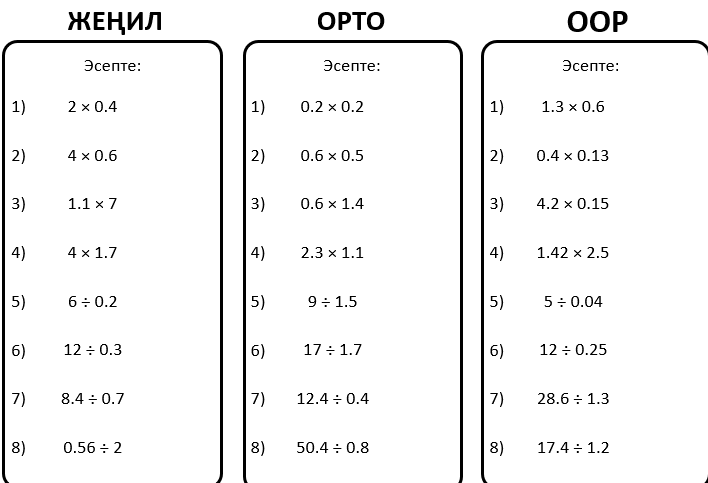 ЖЕҢИЛ
Эсепте:
1) 2 × 0.4
2) 4 × 0.6
3) 1.1 × 7
4) 4 × 1.7
5) 6 ÷ 0.2
6) 12 ÷ 0.3
7) 8.4 ÷ 0.7
8) 0.56 ÷ 2
ОРТО
Эсепте:
1) 0.2 × 0.2
2) 0.6 × 0.5
3) 0.6 × 1.4
4) 2.3 × 1.1
5) 9 ÷ 1.5
6) 17 ÷ 1.7
7) 12.4 ÷ 0.4
8) 50.4 ÷ 0.8
ООР
Эсепте:
1) 1.3 × 0.6
2) 0.4 × 0.13
3) 4.2 × 0.15
4) 1.42 × 2.5
5) 5 ÷ 0.04
6) 12 ÷ 0.25
7) 28.6 ÷ 1.3
8) 17.4 ÷ 1.2